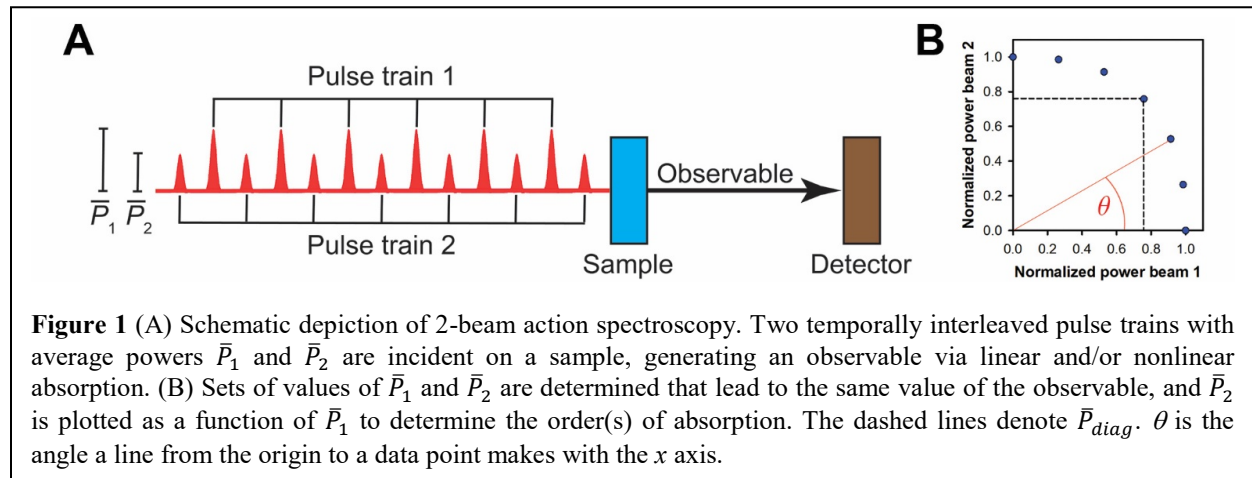 A
B
Pulse train 1
P̅₁
P̅₂
Pulse train 2
Observable
Sample
Detector
Normalized power beam 2
1.0
0.8
0.6
0.4
0.2
0.0
θ
0.0 0.2 0.4 0.6 0.8 1.0
Normalized power beam 1
Figure 1 (A) Schematic depiction of 2-beam action spectroscopy. Two temporally interleaved pulse trains with
average powers P̅₁ and P̅₂ are incident on a sample, generating an observable via linear and/or nonlinear
absorption. (B) Sets of values of P̅₁ and P̅₂ are determined that lead to the same value of the observable, and P̅₂
is plotted as a function of P̅₁ to determine the order(s) of absorption. The dashed lines denote P̅diag. θ is the
angle a line from the origin to a data point makes with the x axis.